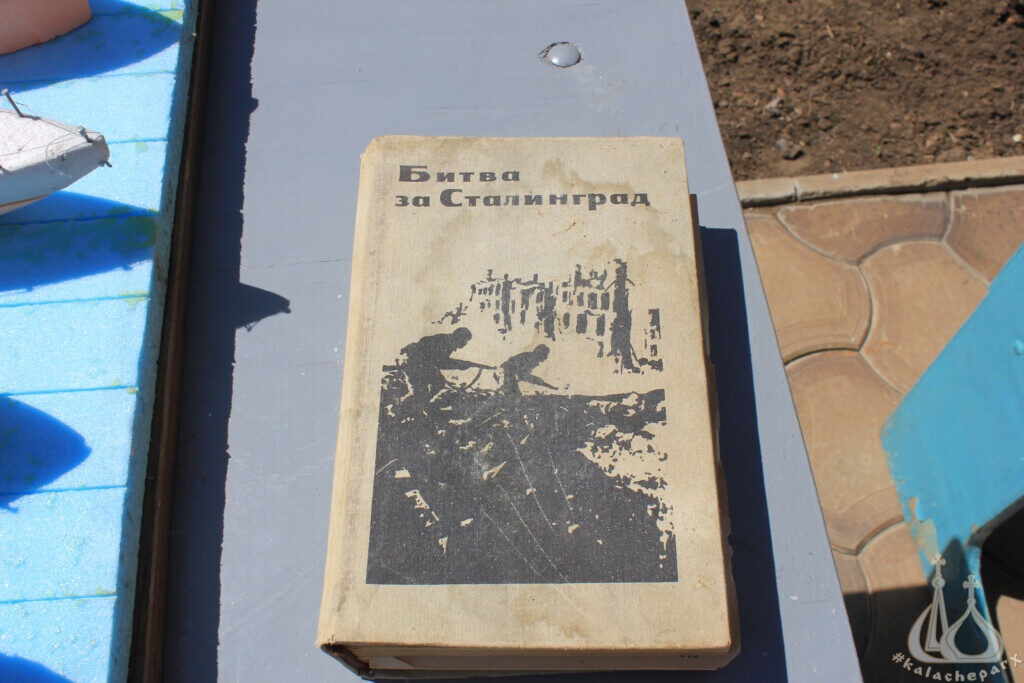 Битва
за Сталинград
#kalacheparx